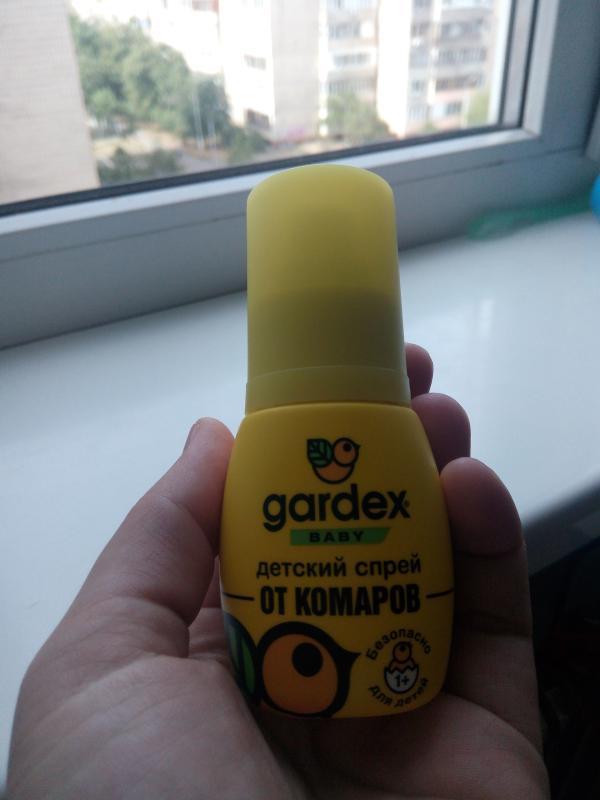 gardex
BABY
детский спрей
ОТ КОМАРОВ
Безопасно
1+
для детей